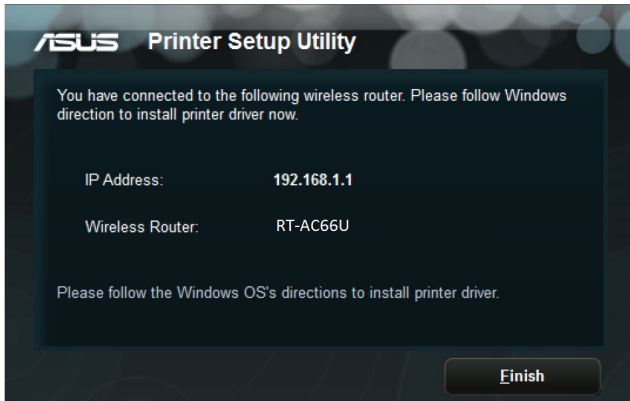 ASUS Printer Setup Utility
You have connected to the following wireless router. Please follow Windows
direction to install printer driver now.
IP Address: 192.168.1.1
Wireless Router: RT-AC66U
Please follow the Windows OS's directions to install printer driver.
Finish